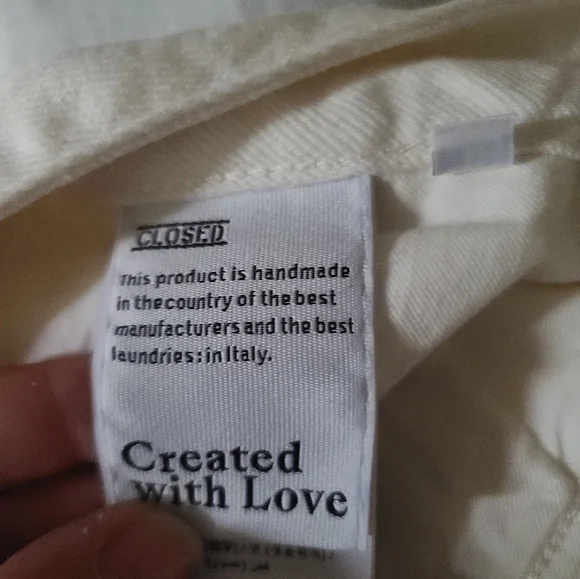 CLOSED
This product is handmade
in the country of the best
manufacturers and the best
laundries: in Italy.
Created
with Love